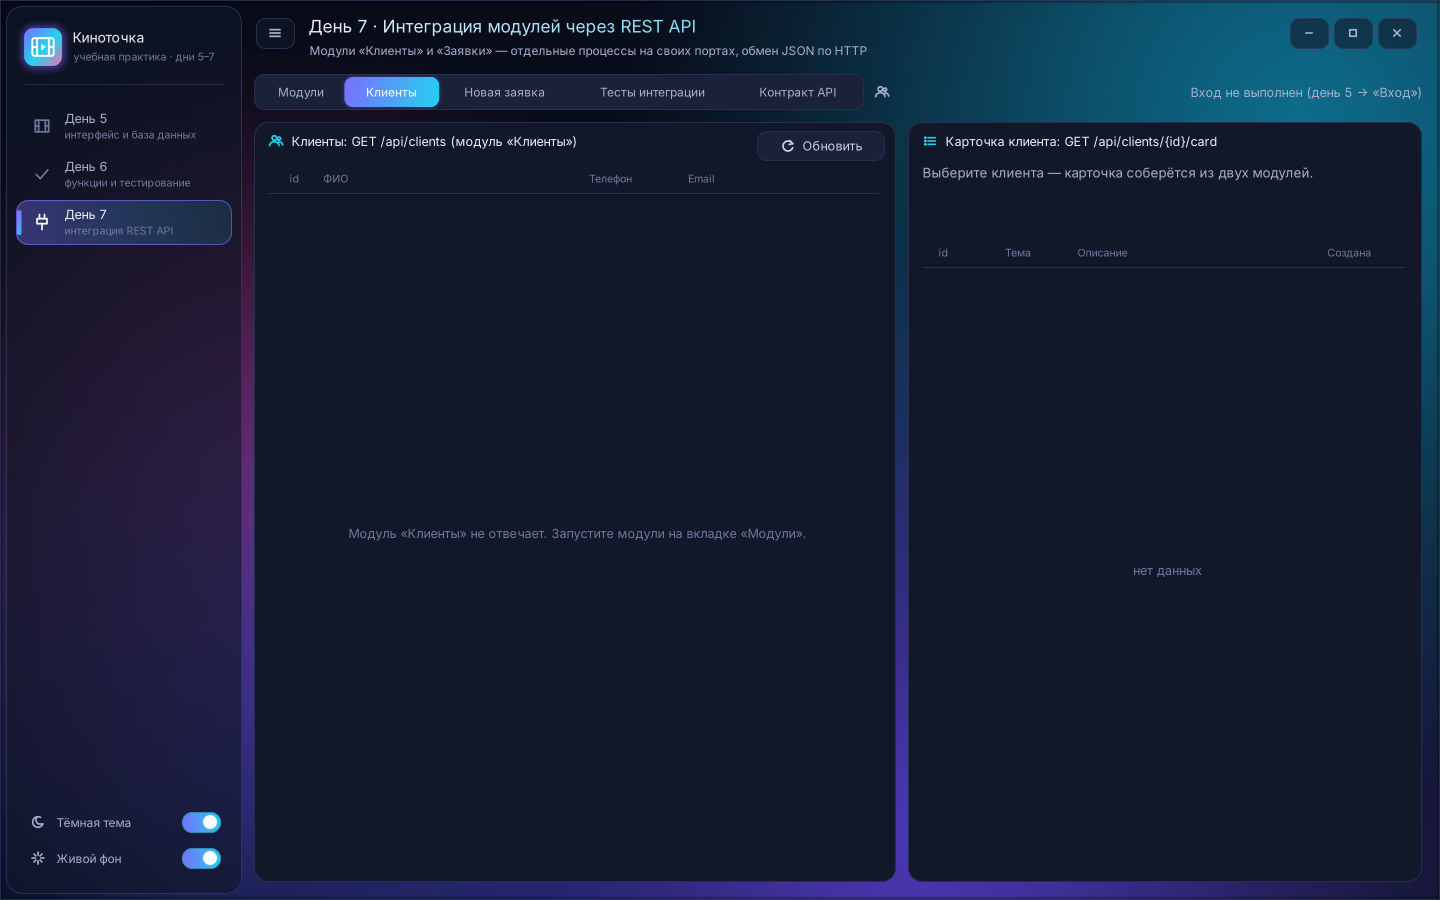 Киноточка
учебная практика · дни 5–7
День 5
интерфейс и база данных
День 6
функции и тестирование
День 7
интеграция REST API
Тёмная тема
Живой фон
День 7 · Интеграция модулей через REST API
Модули «Клиенты» и «Заявки» — отдельные процессы на своих портах, обмен JSON по HTTP
Модули Клиенты Новая заявка Тесты интеграции Контракт API
Вход не выполнен (день 5 → «Вход»)
Клиенты: GET /api/clients (модуль «Клиенты»)
Обновить
id ФИО Телефон Email
Модуль «Клиенты» не отвечает. Запустите модули на вкладке «Модули».
Карточка клиента: GET /api/clients/{id}/card
Выберите клиента — карточка соберётся из двух модулей.
id Тема Описание Создана
нет данных